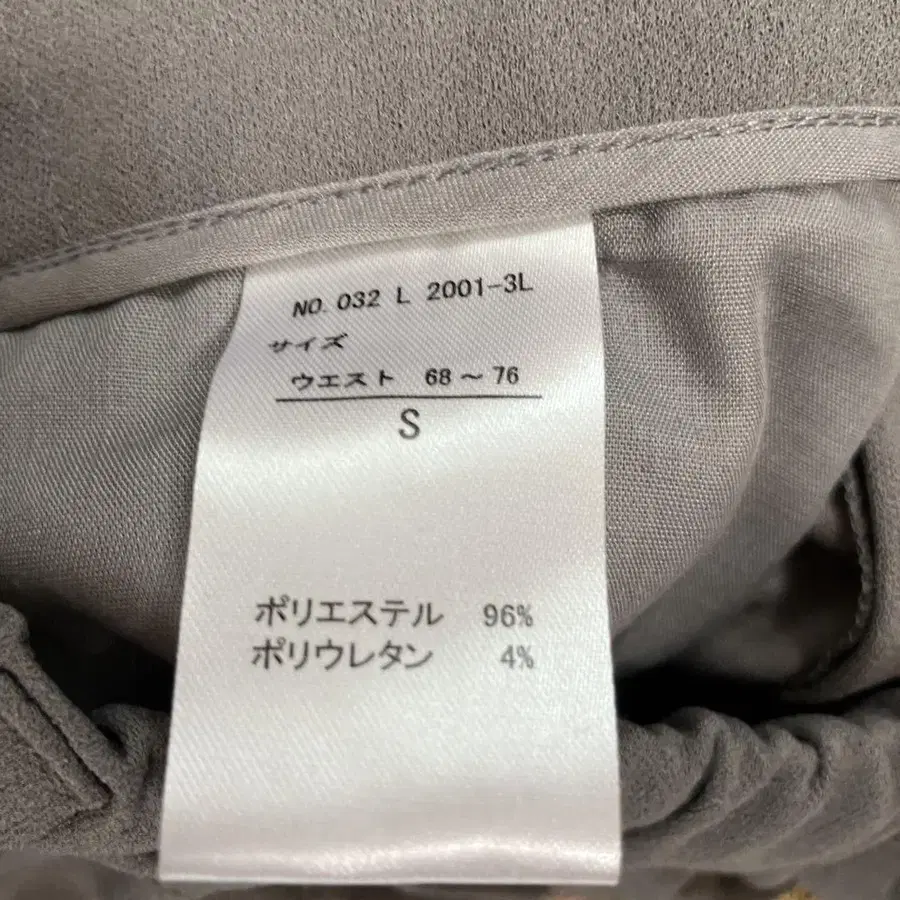 NO. 032 L 2001-3L
サイズ
ウエスト 68～76
S
ポリエステル 96%
ポリウレタン 4%